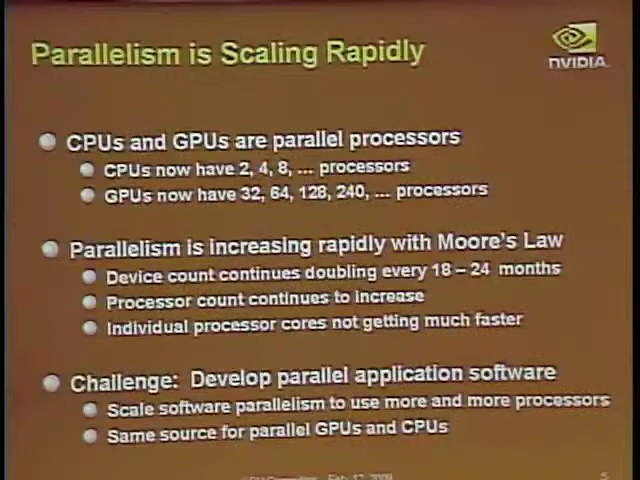 Parallelism is Scaling Rapidly
NVIDIA
CPUs and GPUs are parallel processors
CPUs now have 2, 4, 8, ... processors
GPUs now have 32, 64, 128, 240, ... processors
Parallelism is increasing rapidly with Moore's Law
Device count continues doubling every 18 – 24 months
Processor count continues to increase
Individual processor cores not getting much faster
Challenge: Develop parallel application software
Scale software parallelism to use more and more processors
Same source for parallel GPUs and CPUs